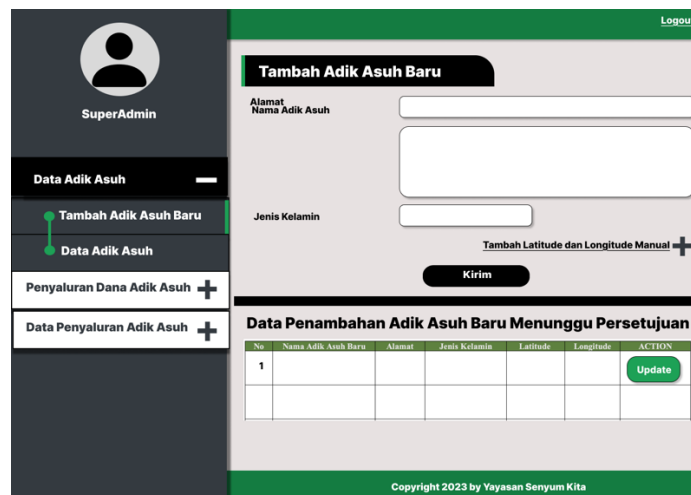 Logou
SuperAdmin
Data Adik Asuh
Tambah Adik Asuh Baru
Data Adik Asuh
Penyaluran Dana Adik Asuh
Data Penyaluran Adik Asuh
Tambah Adik Asuh Baru
Alamat
Nama Adik Asuh
Jenis Kelamin
Tambah Latitude dan Longitude Manual
Kirim
Data Penambahan Adik Asuh Baru Menunggu Persetujuan
No Nama Adik Asuh Baru Alamat Jenis Kelamin Latitude Longitude ACTION
1 Update
Copyright 2023 by Yayasan Senyum Kita